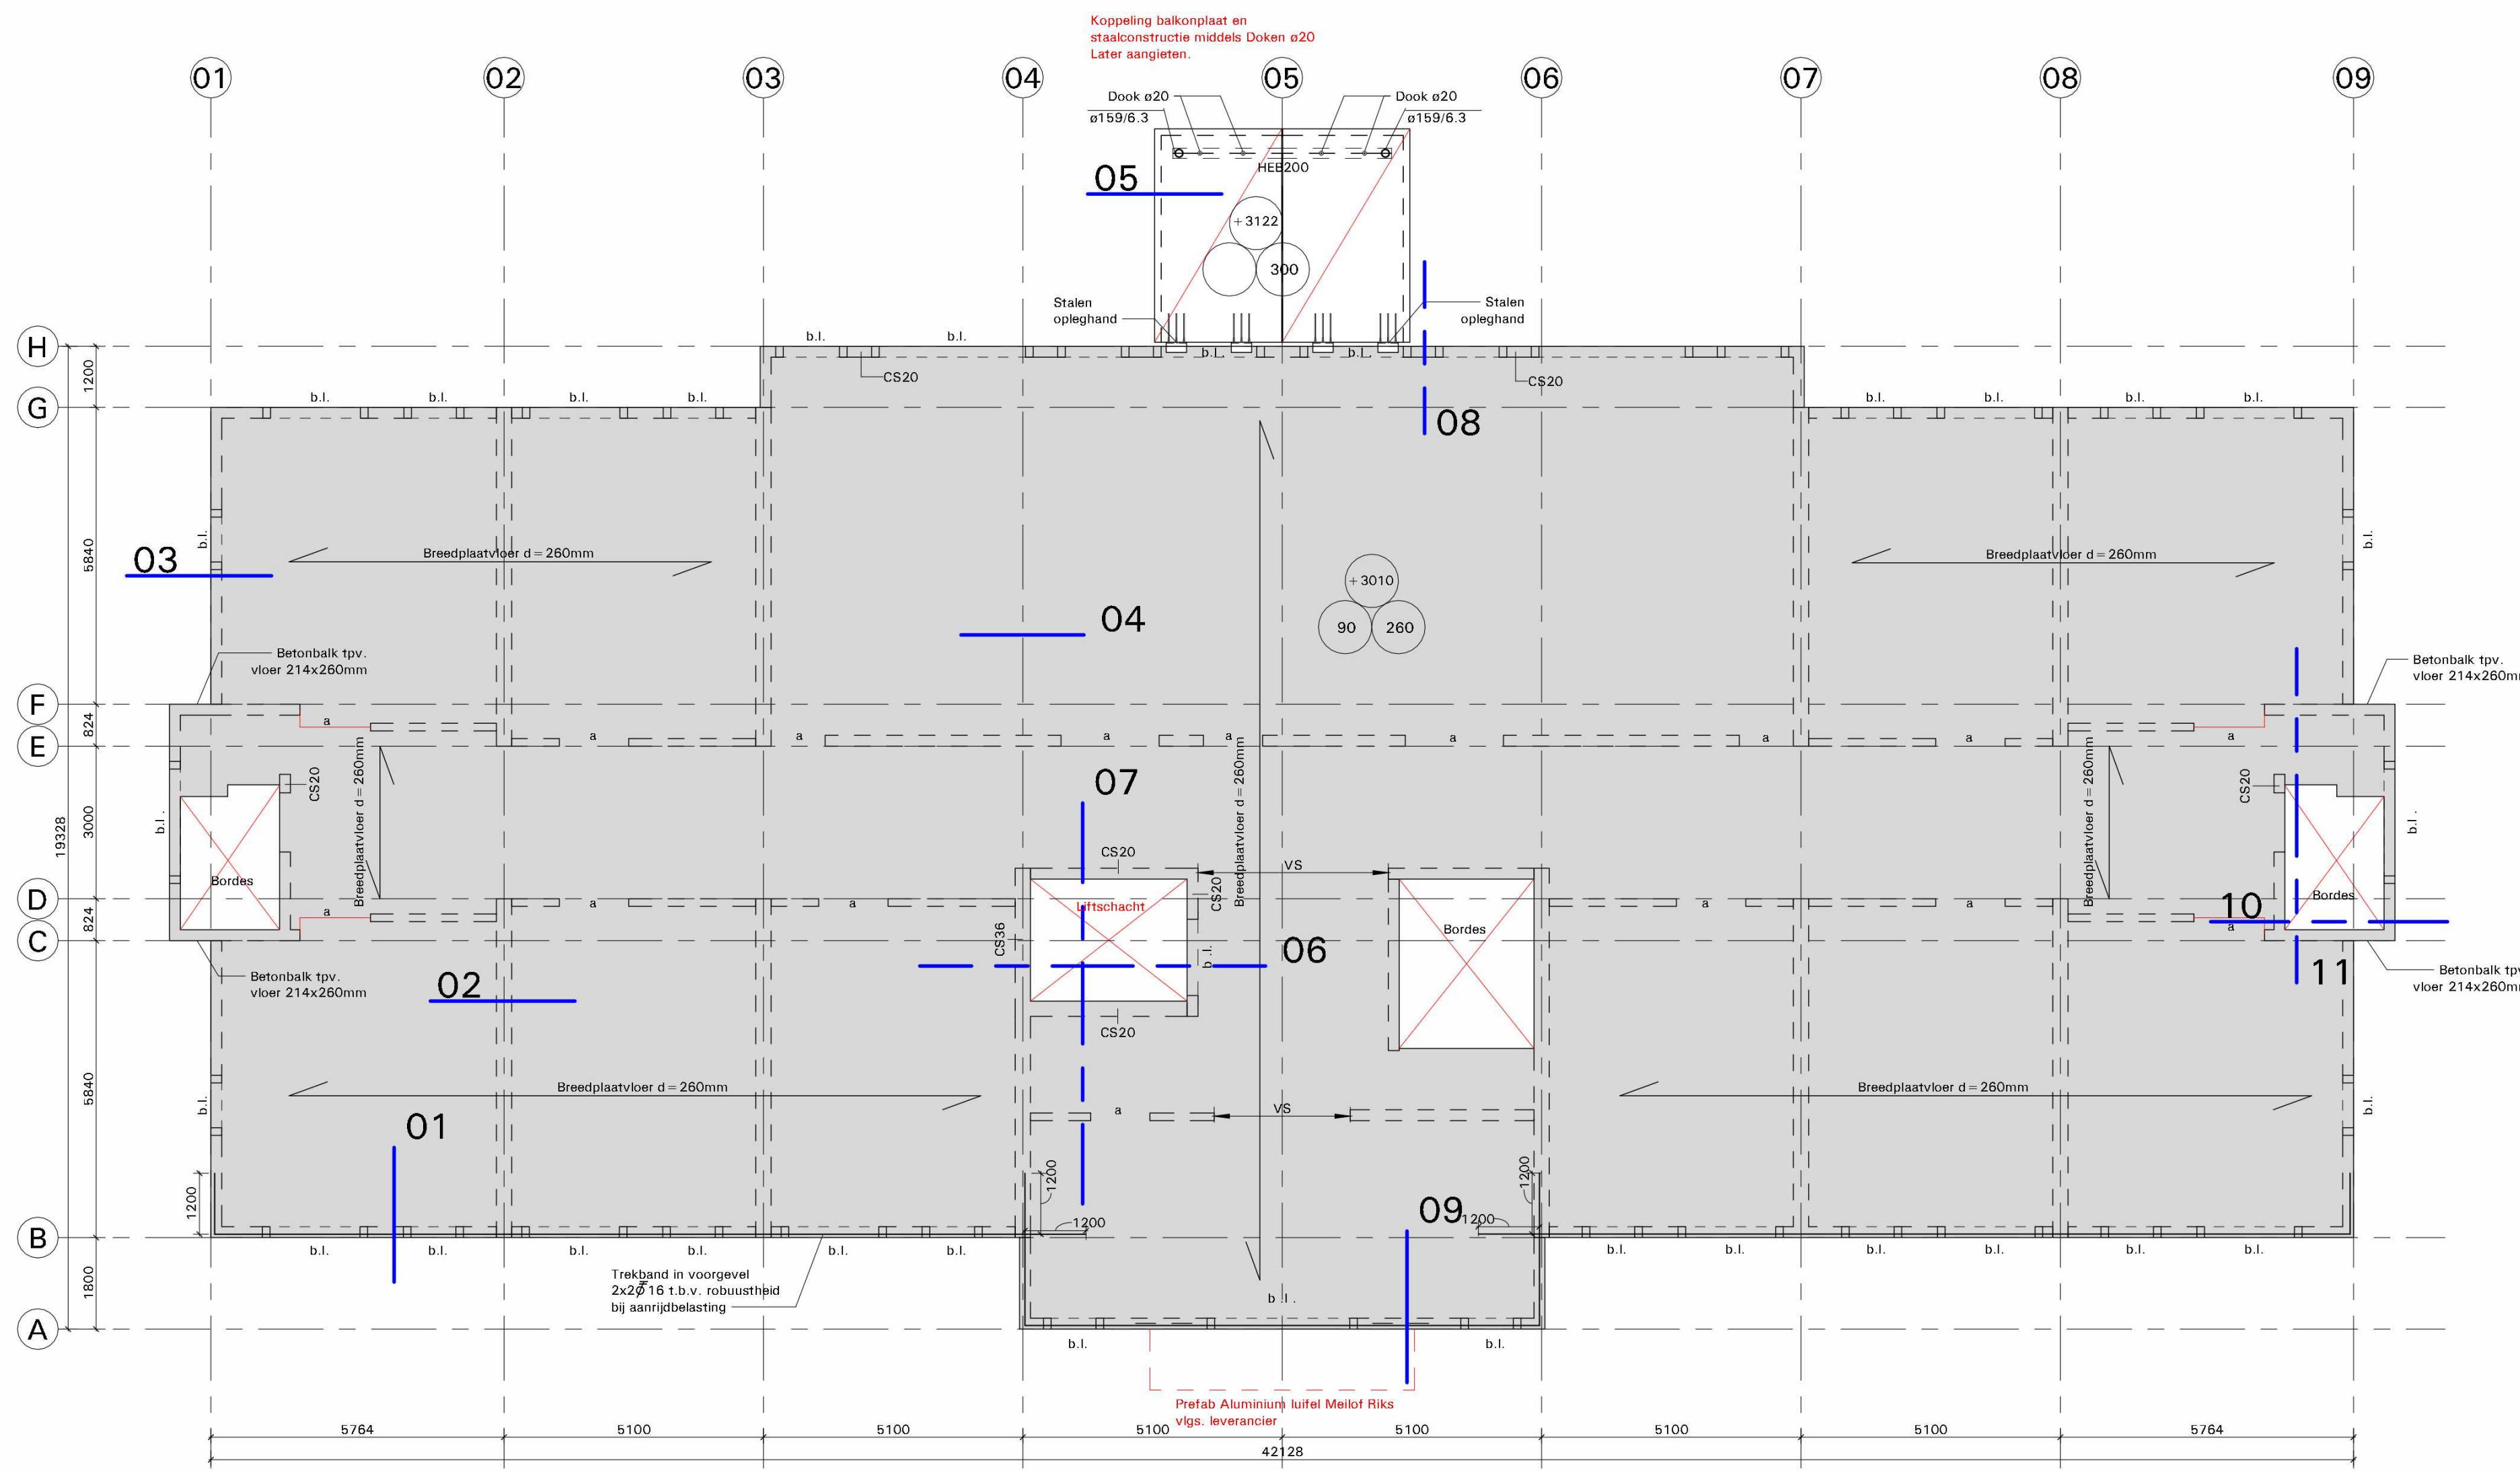 Koppeling balkonplaat en
staalconstructie middels Doken ø20
Later aangieten.
01
02
03
04
05
06
07
08
09
Dook ø20
ø159/6.3
Dook ø20
ø159/6.3
HEB200
05
+3122
300
Stalen
opleghand
Stalen
opleghand
H
b.l.
b.l.
b.l.
b.l.
1200
CS20
CS20
G
b.l.
b.l.
b.l.
b.l.
b.l.
b.l.
b.l.
b.l.
08
5840
b.l.
03
Breedplaatvloer d=260mm
Breedplaatvloer d=260mm
b.l.
+3010
90
260
04
Betonbalk tpv.
vloer 214x260mm
Betonbalk tpv.
F
824
E
a
a
a
a
a
a
a
a
a
19328
3000
b.l.
CS20
Breedplaatvloer d=260mm
07
Breedplaatvloer d=260mm
Breedplaatvloer d=260mm
CS20
b.l.
CS20
VS
Bordes
CS20
Liftschacht
Bordes
Bordes
D
824
C
a
a
a
a
a
10
CS36
b.l.
06
11
Betonbalk tpv.
vloer 214x260mm
02
CS20
5840
b.l.
Breedplaatvloer d=260mm
Breedplaatvloer d=260mm
b.l.
01
a
VS
1200
1200
1200
1200
1200
09
B
b.l.
b.l.
b.l.
b.l.
b.l.
b.l.
b.l.
b.l.
b.l.
b.l.
b.l.
b.l.
1800
Trekband in voorgevel
2x2 16 t.b.v. robuustheid
bij aanrijdbelasting
b.l.
A
b.l.
b.l.
Prefab Aluminium luifel Meilof Riks
vlgs. leverancier
5764
5100
5100
5100
5100
5100
5100
5764
42128